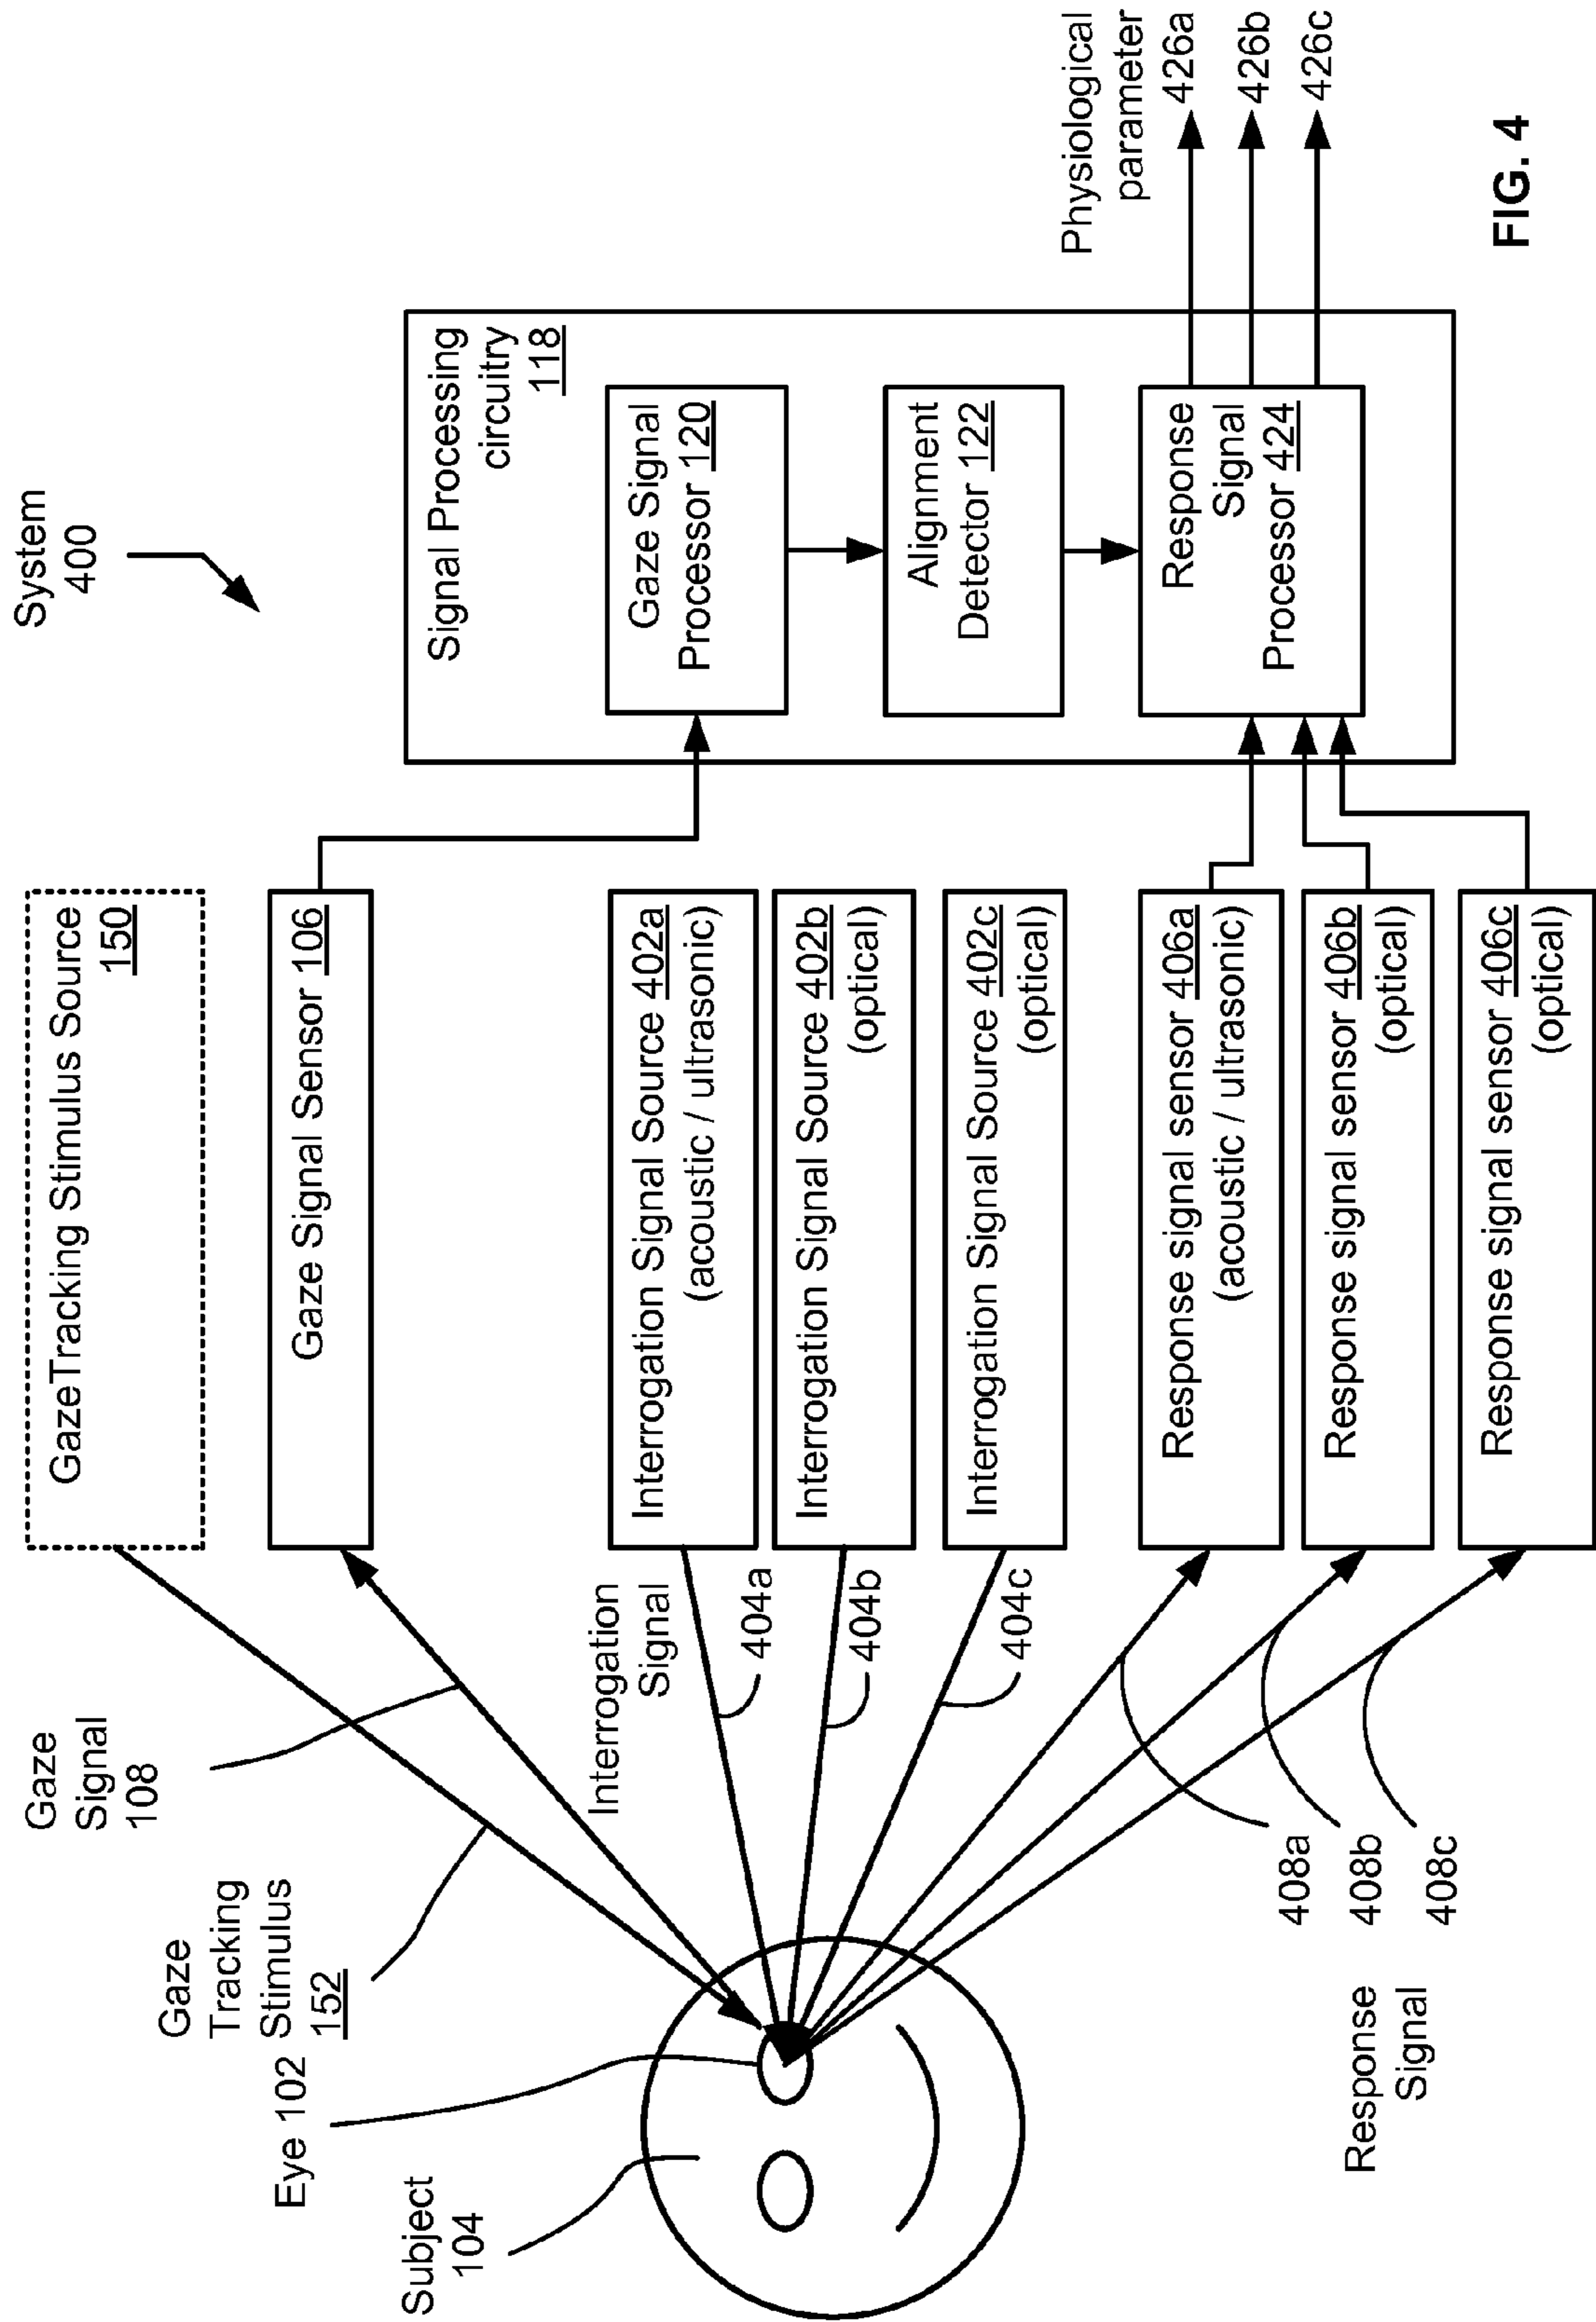 System
400
GazeTracking Stimulus Source
150
Gaze
Signal
108
Gaze
Tracking
Stimulus
152
Eye 102
Subject
104
Gaze Signal Sensor 106
Interrogation
Signal
404a
404b
404c
Interrogation Signal Source 402a
(acoustic / ultrasonic)
Interrogation Signal Source 402b
(optical)
Interrogation Signal Source 402c
(optical)
Response signal sensor 406a
(acoustic / ultrasonic)
Response signal sensor 406b
(optical)
Response signal sensor 406c
(optical)
408a
408b
408c
Response
Signal
Signal Processing
circuitry
118
Gaze Signal
Processor 120
Alignment
Detector 122
Response
Signal
Processor 424
Physiological
parameter
426a
426b
426c
FIG. 4